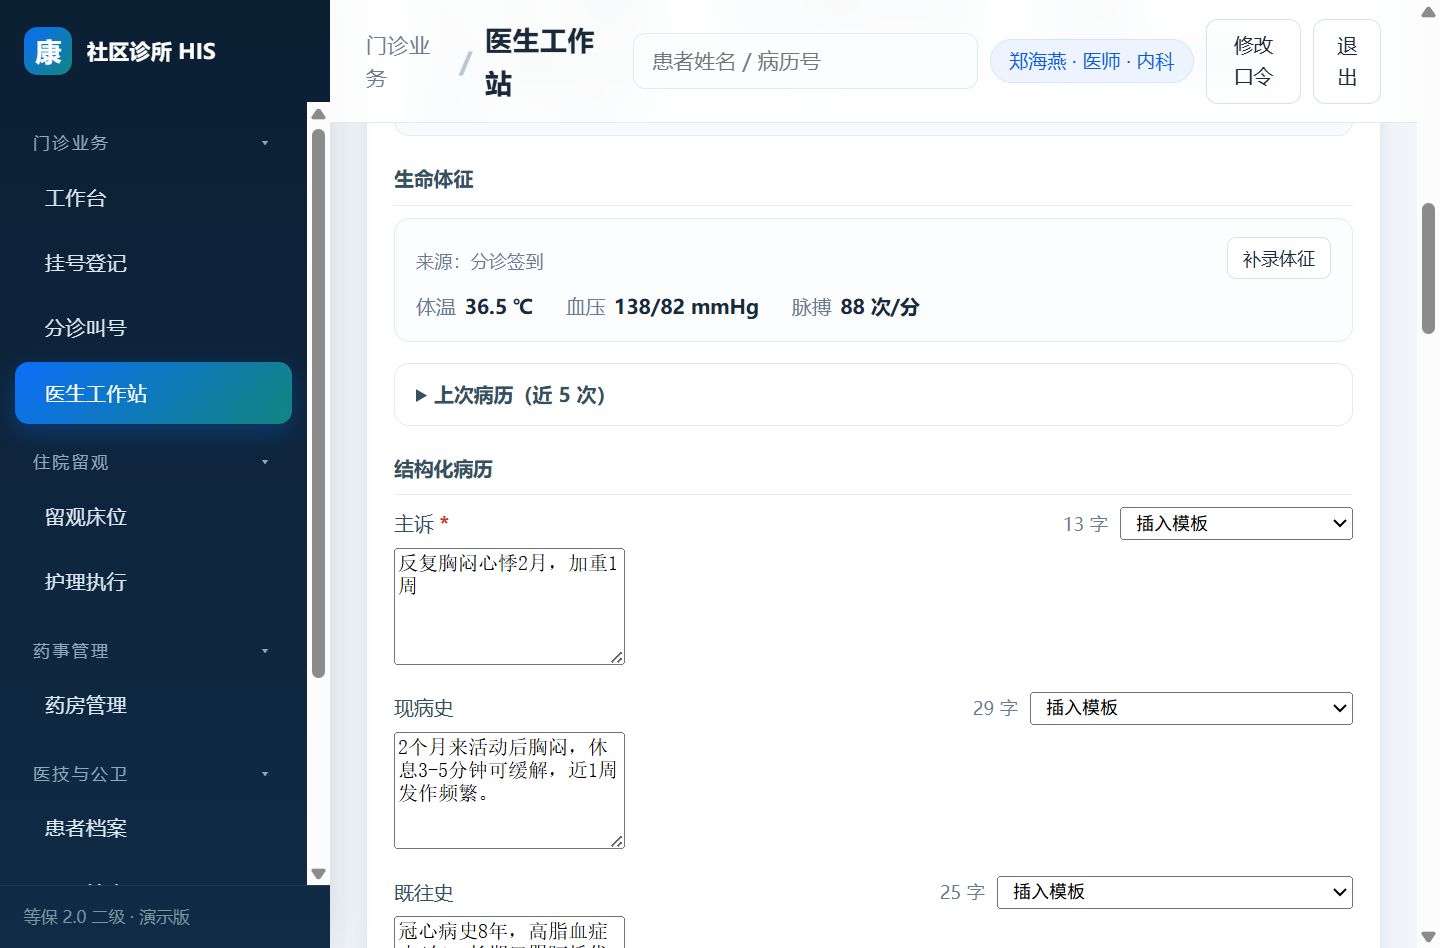 康 社区诊所 HIS
门诊业务
工作台
挂号登记
分诊叫号
医生工作站
住院留观
留观床位
护理执行
药事管理
药房管理
医技与公卫
患者档案
等保 2.0 二级 · 演示版
门诊业
务
/
医生工作
站
患者姓名 / 病历号
郑海燕 · 医师 · 内科
修改
口令
退
出
生命体征
来源：分诊签到
补录体征
体温 36.5 ℃ 血压 138/82 mmHg 脉搏 88 次/分
上次病历（近 5 次）
结构化病历
主诉 * 13 字 插入模板
反复胸闷心悸2月，加重1
周
现病史 29 字 插入模板
2个月来活动后胸闷，休
息3-5分钟可缓解，近1周
发作频繁。
既往史 25 字 插入模板
冠心病史8年，高脂血症